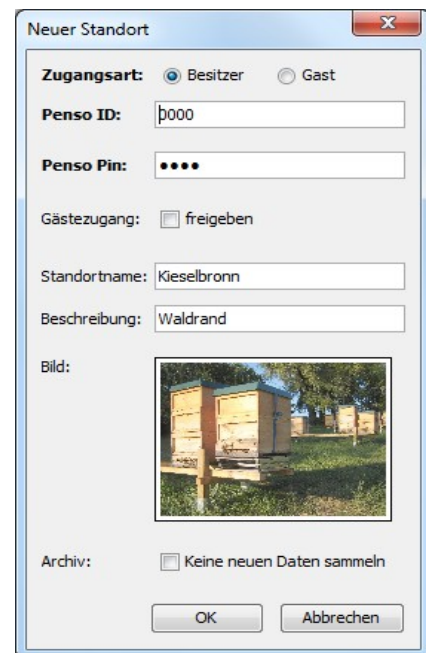 Neuer Standort
Zugangsart: Besitzer Gast
Penso ID: 0000
Penso Pin: ●●●●
Gästezugang: freigeben
Standortname: Kieselbronn
Beschreibung: Waldrand
Bild:
Archiv: Keine neuen Daten sammeln
OK Abbrechen